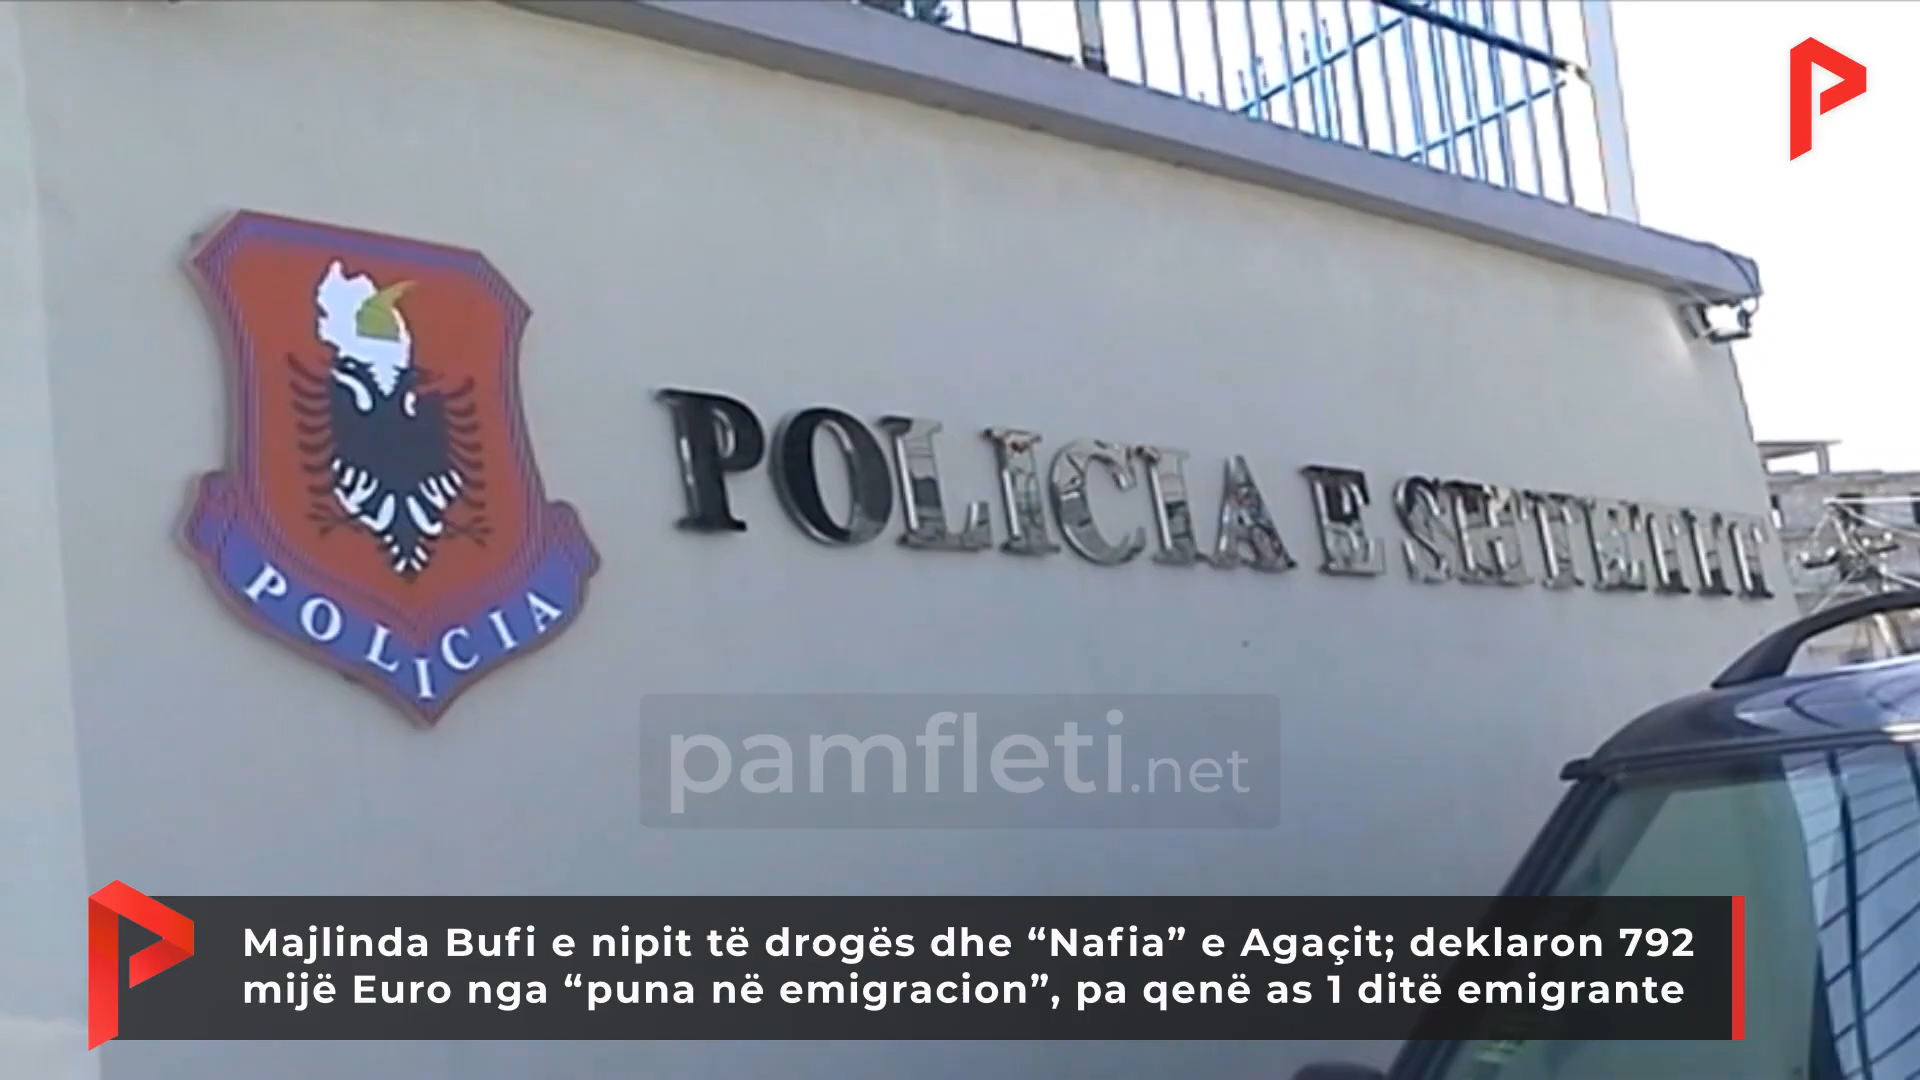 POLICIA E SHTETIT
POLICIA
pamfleti.net
Majlinda Bufi e nipit të drogës dhe “Nafia” e Agaçit; deklaron 792
mijë Euro nga “puna në emigracion”, pa qenë as 1 ditë emigrante